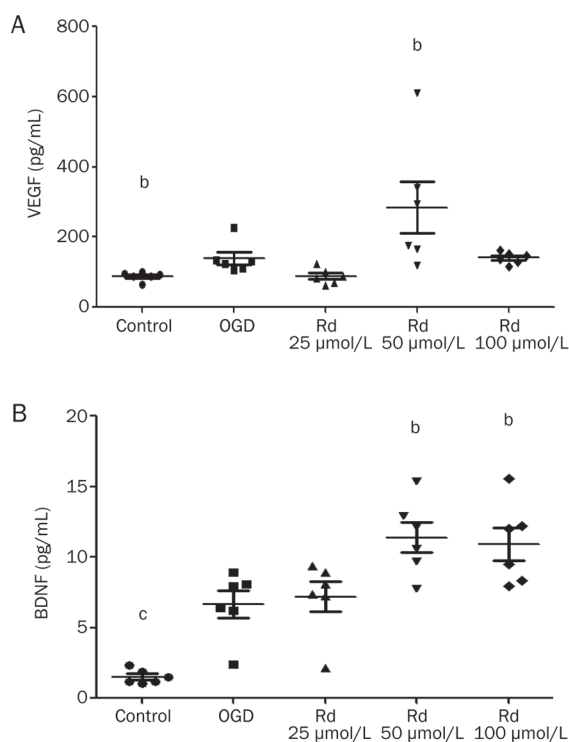 A
800
600
400
200
0
VEGF (pg/mL)
b
b
Control
OGD
Rd
25 µmol/L
Rd
50 µmol/L
Rd
100 µmol/L
B
20
15
10
5
0
BDNF (pg/mL)
c
b
b
Control
OGD
Rd
25 µmol/L
Rd
50 µmol/L
Rd
100 µmol/L